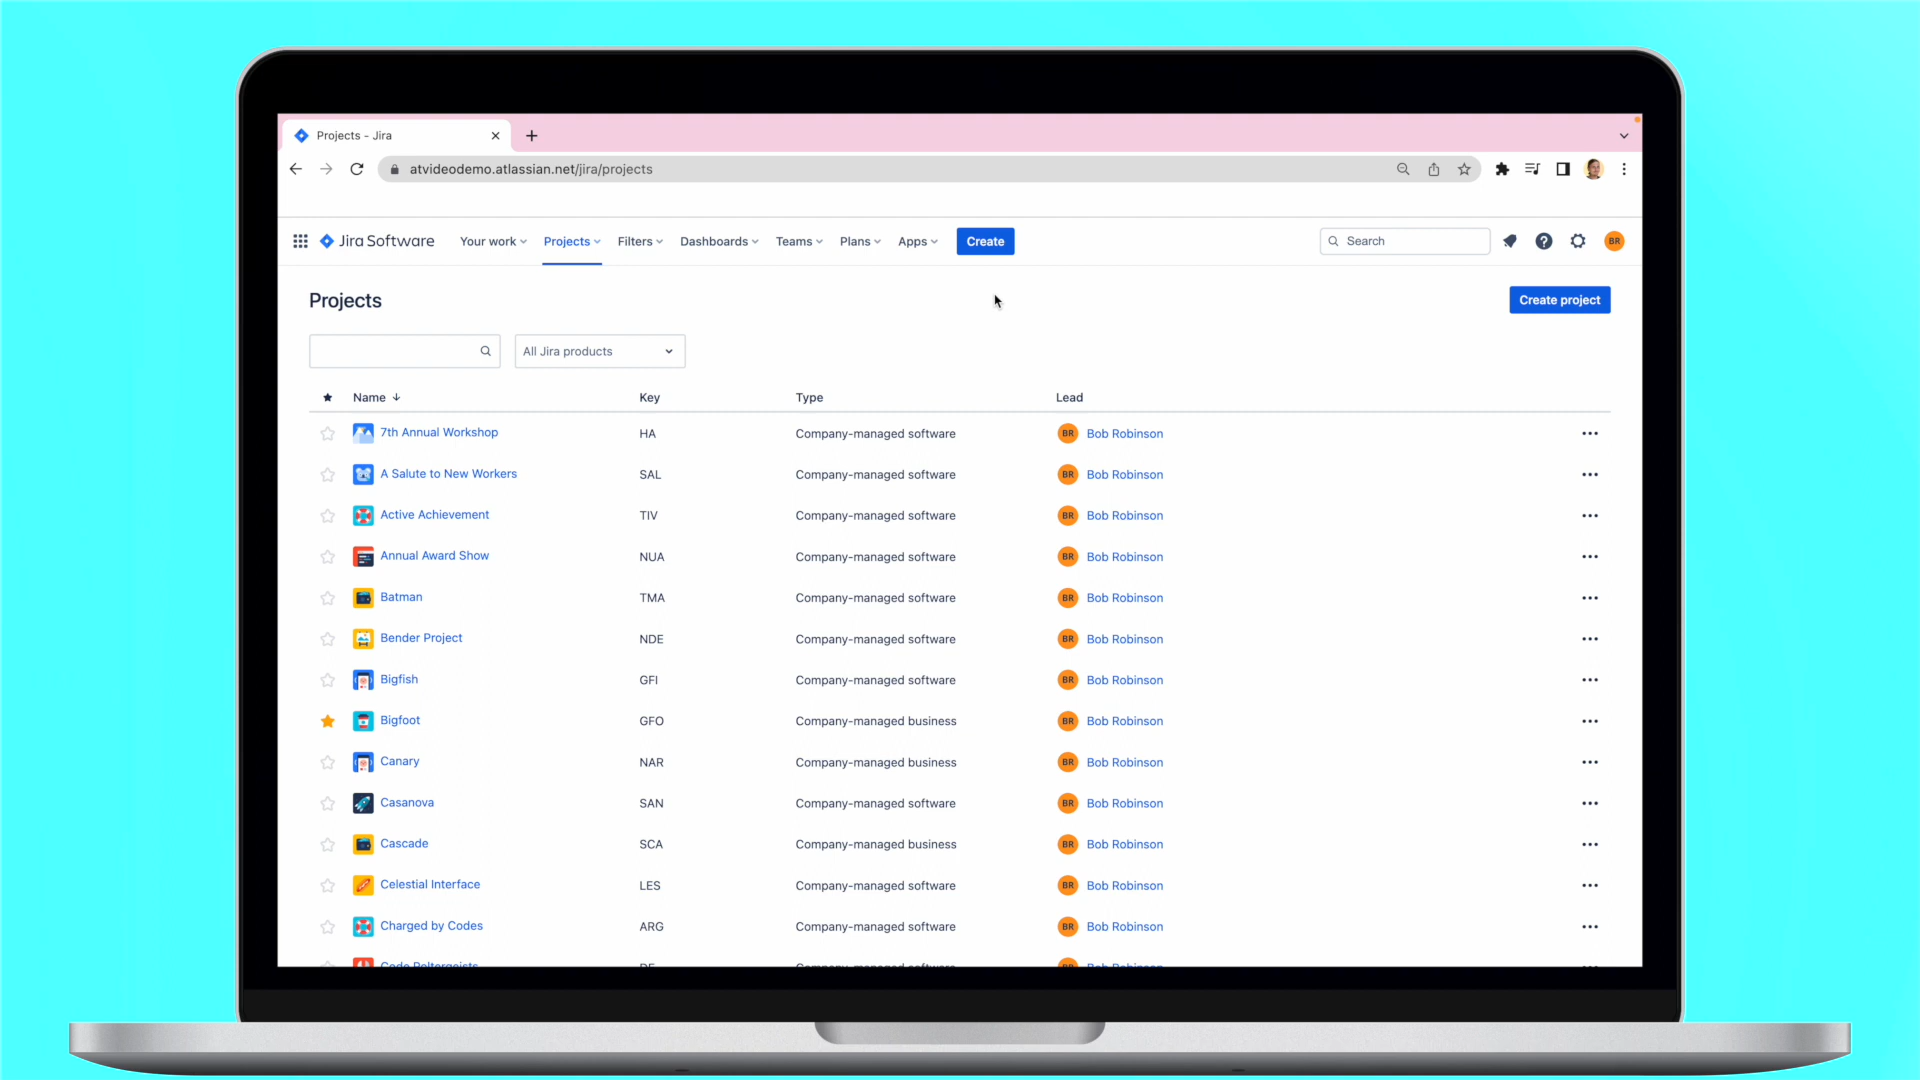 Projects - Jira
atvideodemo.atlassian.net/jira/projects
Jira Software Your work Projects Filters Dashboards Teams Plans Apps Create Search BR
Projects Create project
All Jira products
Name Key Type Lead
7th Annual Workshop HA Company-managed software BR Bob Robinson
A Salute to New Workers SAL Company-managed software BR Bob Robinson
Active Achievement TIV Company-managed software BR Bob Robinson
Annual Award Show NUA Company-managed software BR Bob Robinson
Batman TMA Company-managed software BR Bob Robinson
Bender Project NDE Company-managed software BR Bob Robinson
Bigfish GFI Company-managed software BR Bob Robinson
Bigfoot GFO Company-managed business BR Bob Robinson
Canary NAR Company-managed business BR Bob Robinson
Casanova SAN Company-managed software BR Bob Robinson
Cascade SCA Company-managed business BR Bob Robinson
Celestial Interface LES Company-managed software BR Bob Robinson
Charged by Codes ARG Company-managed software BR Bob Robinson
Code Poltergeists Company-managed software BR Bob Robinson